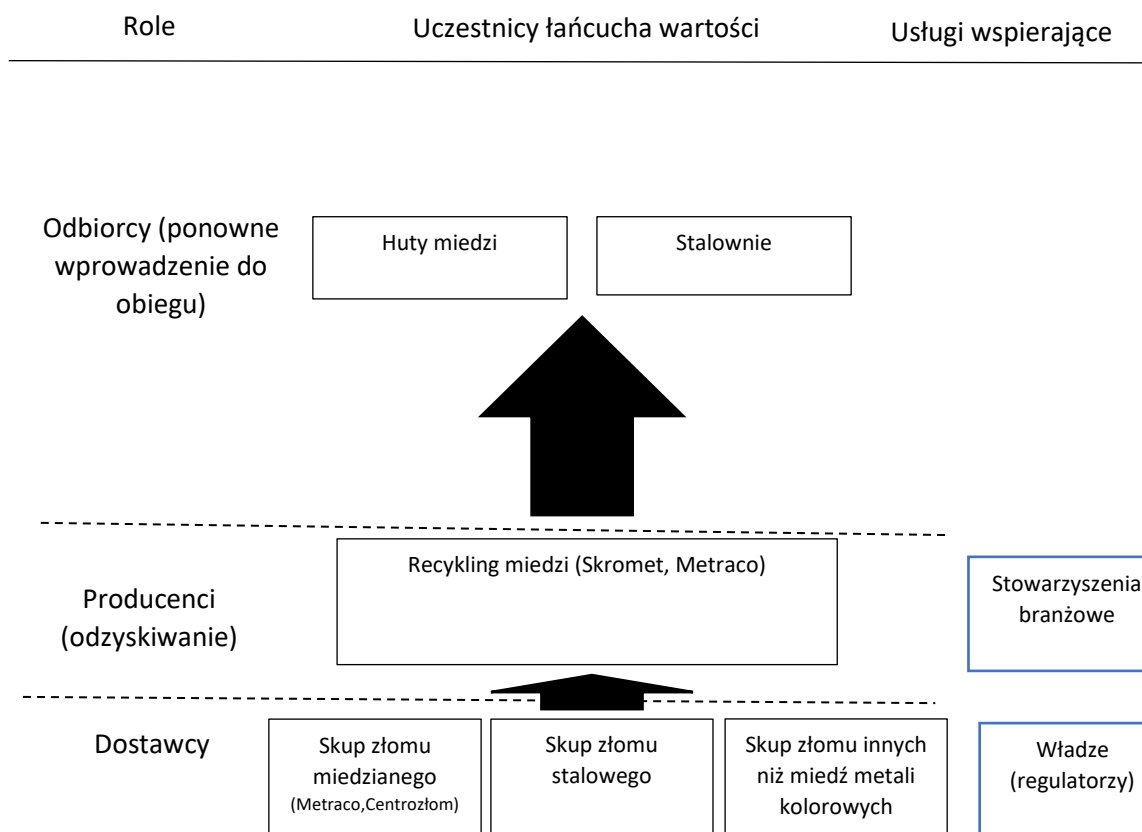 Role
Uczestnicy łańcucha wartości
Usługi wspierające
Odbiorcy (ponowne
wprowadzenie do
obiegu)
Huty miedzi
Stalownie
Producenci
(odzyskiwanie)
Recykling miedzi (Skromet, Metraco)
Stowarzyszenia
branżowe
Dostawcy
Skup złomu
miedzianego
(Metraco,Centrozłom)
Skup złomu
stalowego
Skup złomu innych
niż miedź metali
kolorowych
Władze
(regulatorzy)